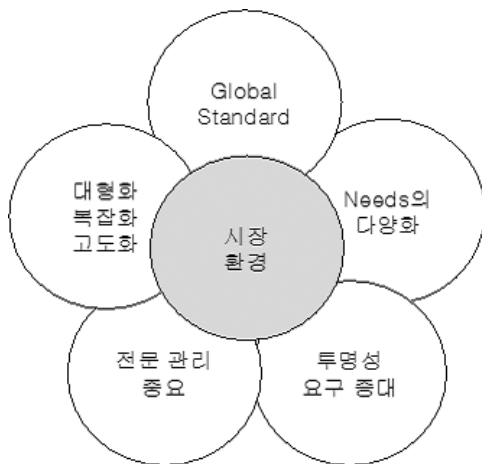 Global
Standard
대형화
복잡화
고도화
Needs의
다양화
시장
환경
전문 관리
중요
투명성
요구 증대